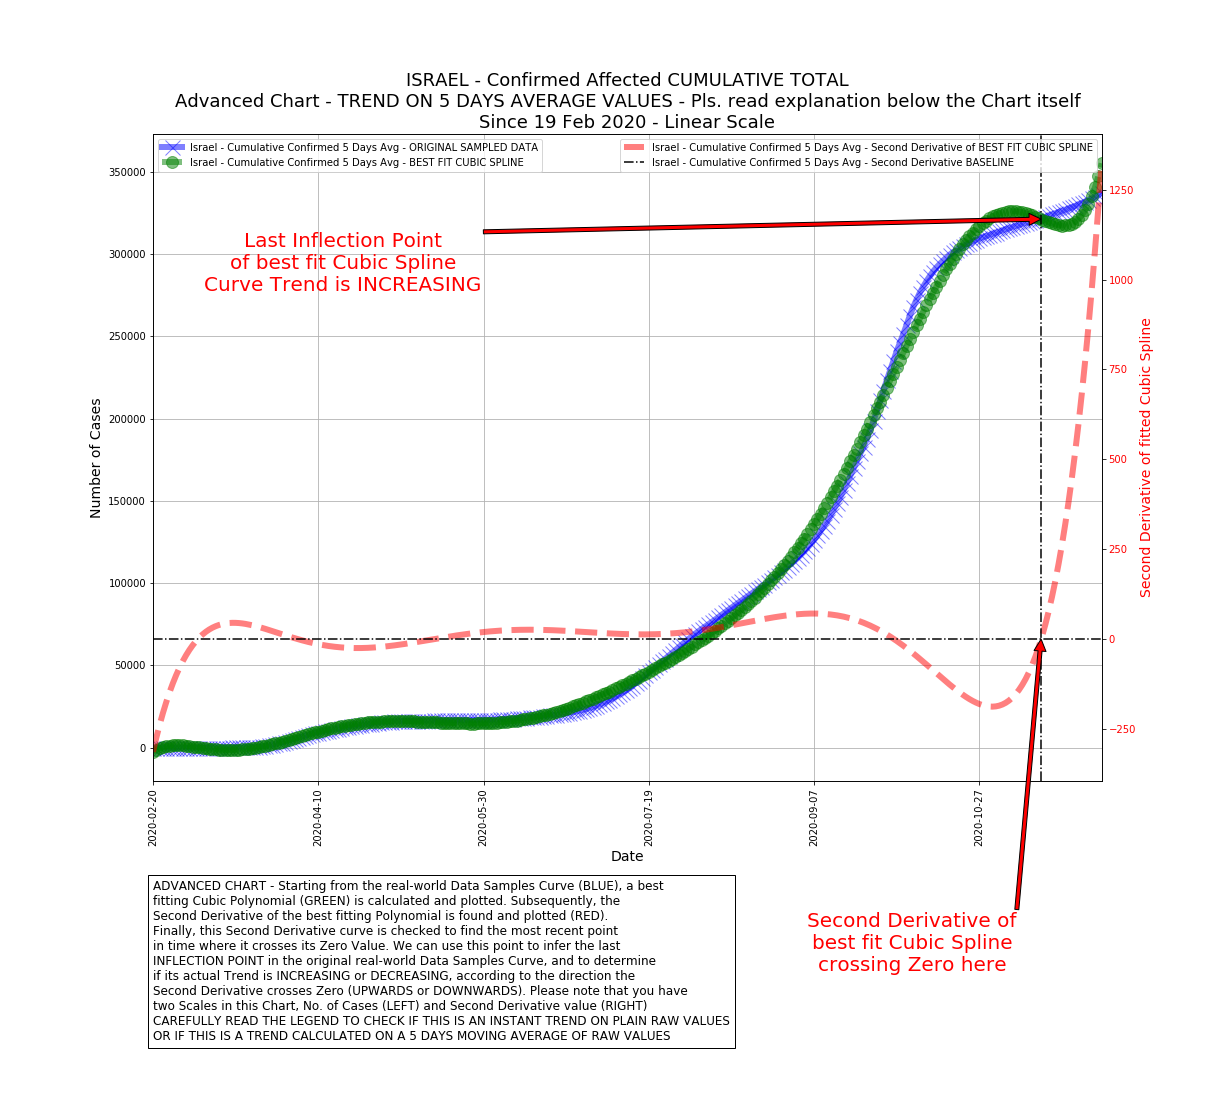 ISRAEL - Confirmed Affected CUMULATIVE TOTAL
Advanced Chart - TREND ON 5 DAYS AVERAGE VALUES - Pls. read explanation below the Chart itself
Since 19 Feb 2020 - Linear Scale
Israel - Cumulative Confirmed 5 Days Avg - ORIGINAL SAMPLED DATA
Israel - Cumulative Confirmed 5 Days Avg - BEST FIT CUBIC SPLINE
Israel - Cumulative Confirmed 5 Days Avg - Second Derivative of BEST FIT CUBIC SPLINE
Israel - Cumulative Confirmed 5 Days Avg - Second Derivative BASELINE
Number of Cases
350000
300000
250000
200000
150000
100000
50000
0
Last Inflection Point
of best fit Cubic Spline
Curve Trend is INCREASING
1250
1000
750
500
250
0
−250
Second Derivative of fitted Cubic Spline
2020-02-20
2020-04-10
2020-05-30
2020-07-19
2020-09-07
2020-10-27
Date
ADVANCED CHART - Starting from the real-world Data Samples Curve (BLUE), a best
fitting Cubic Polynomial (GREEN) is calculated and plotted. Subsequently, the
Second Derivative of the best fitting Polynomial is found and plotted (RED).
Finally, this Second Derivative curve is checked to find the most recent point
in time where it crosses its Zero Value. We can use this point to infer the last
INFLECTION POINT in the original real-world Data Samples Curve, and to determine
if its actual Trend is INCREASING or DECREASING, according to the direction the
Second Derivative crosses Zero (UPWARDS or DOWNWARDS). Please note that you have
two Scales in this Chart, No. of Cases (LEFT) and Second Derivative value (RIGHT)
CAREFULLY READ THE LEGEND TO CHECK IF THIS IS AN INSTANT TREND ON PLAIN RAW VALUES
OR IF THIS IS A TREND CALCULATED ON A 5 DAYS MOVING AVERAGE OF RAW VALUES
Second Derivative of
best fit Cubic Spline
crossing Zero here